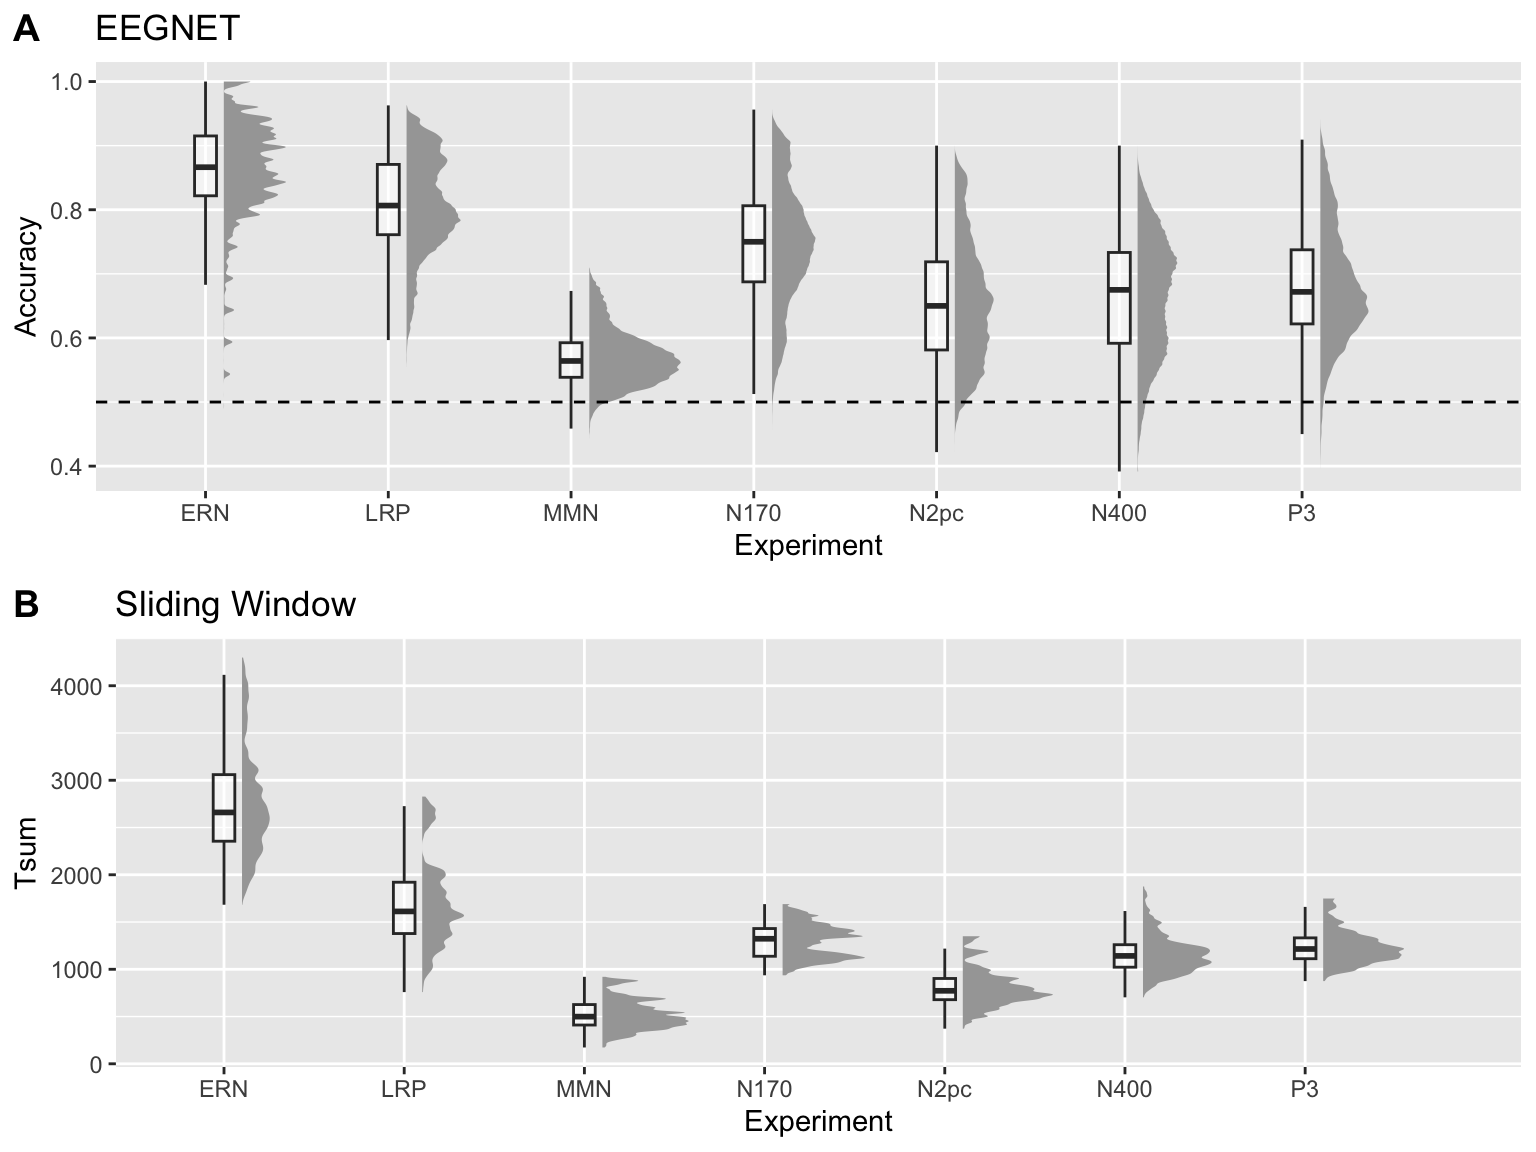 A EEGNET
1.0
0.8
0.6
0.4
Accuracy
ERN LRP MMN N170 N2pc N400 P3
Experiment
B Sliding Window
4000
3000
2000
1000
0
Tsum
ERN LRP MMN N170 N2pc N400 P3
Experiment